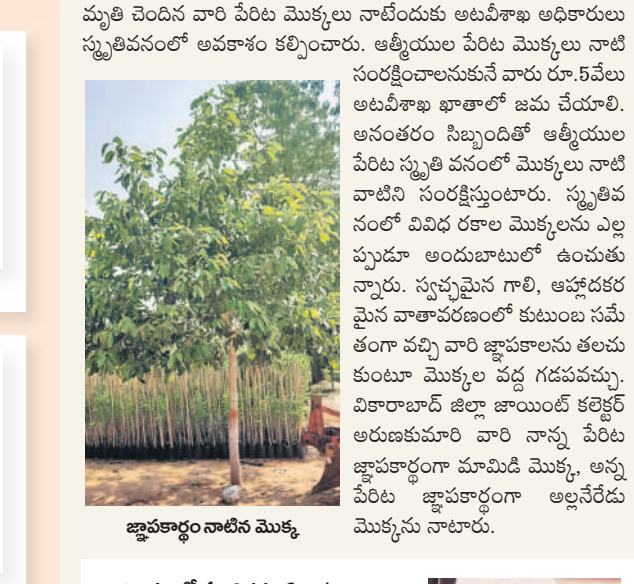 మృతి చెందిన వారి పేరిట మొక్కలు నాటేందుకు అటవీశాఖ అధికారులు
స్మృతివనంలో అవకాశం కల్పించారు. ఆత్మీయుల పేరిట మొక్కలు నాటి
సంరక్షించాలనుకునే వారు రూ.5వేలు
అటవీశాఖ ఖాతాలో జమ చేయాలి.
అనంతరం సిబ్బందితో ఆత్మీయుల
పేరిట స్మృతి వనంలో మొక్కలు నాటి
వాటిని సంరక్షిస్తుంటారు. స్మృతివ
నంలో వివిధ రకాల మొక్కలను ఎల్ల
ప్పుడూ అందుబాటులో ఉంచుతు
న్నారు. స్వచ్ఛమైన గాలి, ఆహ్లాదకర
మైన వాతావరణంలో కుటుంబ సమే
తంగా వచ్చి వారి జ్ఞాపకాలను తలచు
కుంటూ మొక్కల వద్ద గడపవచ్చు.
వికారాబాద్ జిల్లా జాయింట్ కలెక్టర్
అరుణకుమారి వారి నాన్న పేరిట
జ్ఞాపకార్థంగా మామిడి మొక్క, అన్న
పేరిట జ్ఞాపకార్థంగా అల్లనేరేడు
మొక్కను నాటారు.
జ్ఞాపకార్థం నాటిన మొక్క